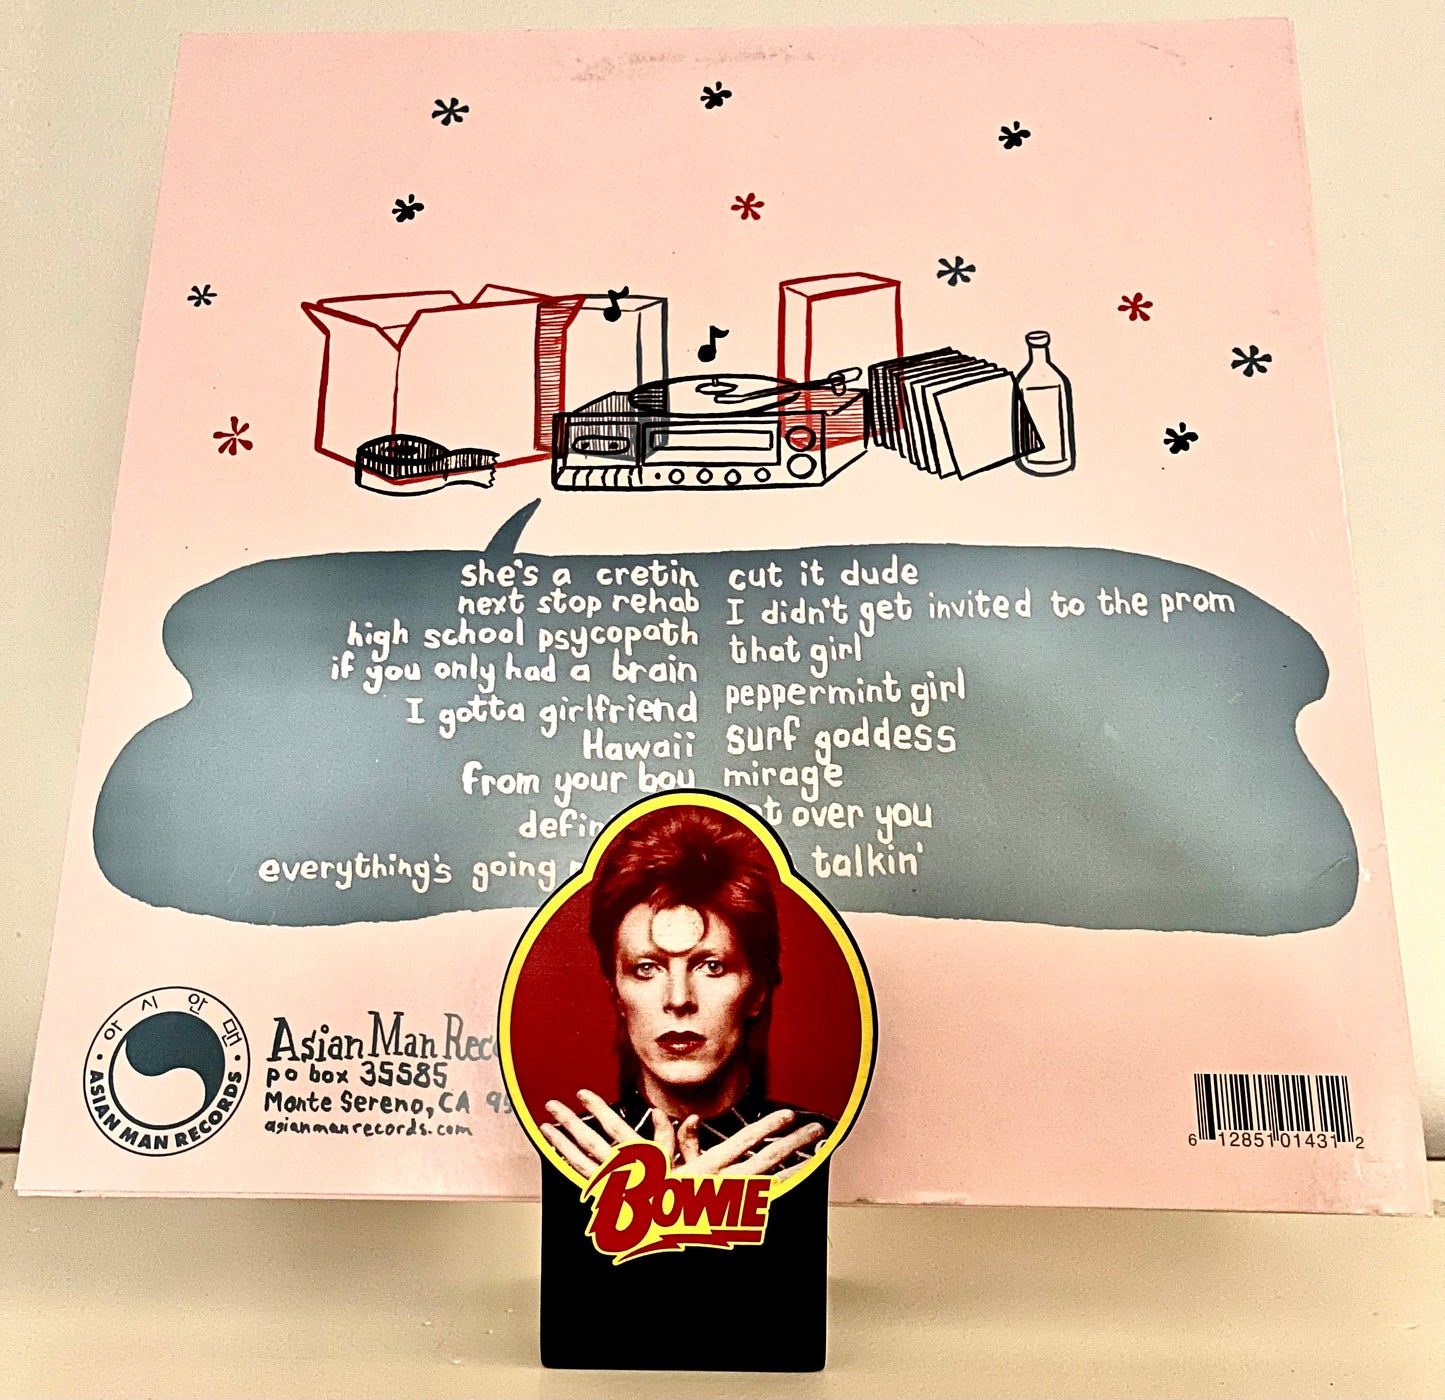 she's a cretin
next stop rehab
high school psycopath
if you only had a brain
I gotta girlfriend
Hawaii
from your boy
everything's going
cut it dude
I didn't get invited to the prom
that girl
peppermint girl
surf goddess
mirage
over you
talkin'
아 시 안 맨
ASIAN MAN RECORDS
Asian Man
po box 35585
Monte Sereno, CA
asianmanrecords.com
BOWIE
6 12851 01431 2